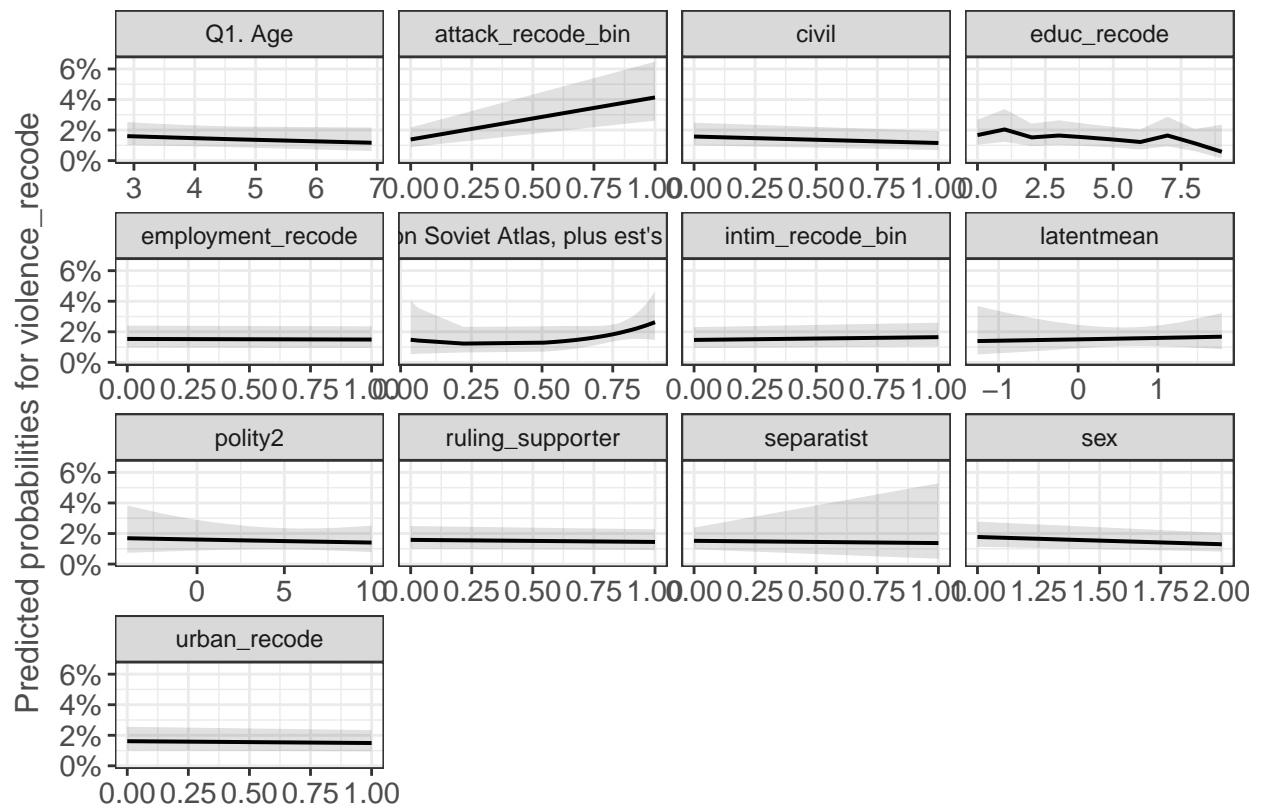 Predicted probabilities for violence_recode
Q1. Age attack_recode_bin civil educ_recode
6%
4%
2%
0%
3 4 5 6 7 0.00 0.25 0.50 0.75 1.00 0.00 0.25 0.50 0.75 1.00 0.0 2.5 5.0 7.5
employment_recode on Soviet Atlas, plus est's intim_recode_bin latentmean
6%
4%
2%
0%
0.00 0.25 0.50 0.75 1.00 0.00 0.25 0.50 0.75 0.00 0.25 0.50 0.75 1.00 −1 0 1
polity2 ruling_supporter separatist sex
6%
4%
2%
0%
0 5 10 0.00 0.25 0.50 0.75 1.00 0.00 0.25 0.50 0.75 1.00 1.00 1.25 1.50 1.75 2.00
urban_recode
6%
4%
2%
0%
0.00 0.25 0.50 0.75 1.00